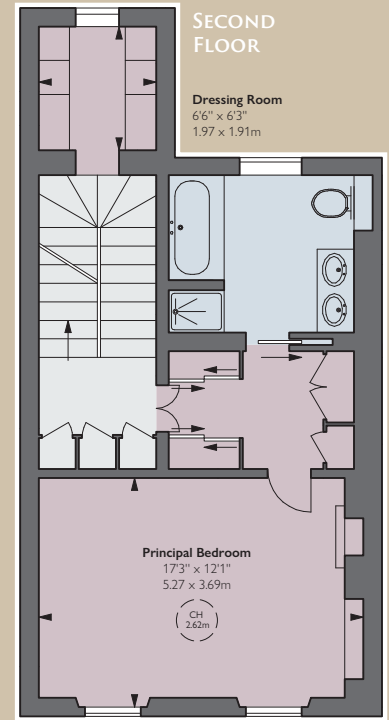 Second
Floor
Dressing Room
6'6" x 6'3"
1.97 x 1.91m
Principal Bedroom
17'3" x 12'1"
5.27 x 3.69m
CH
2.62m